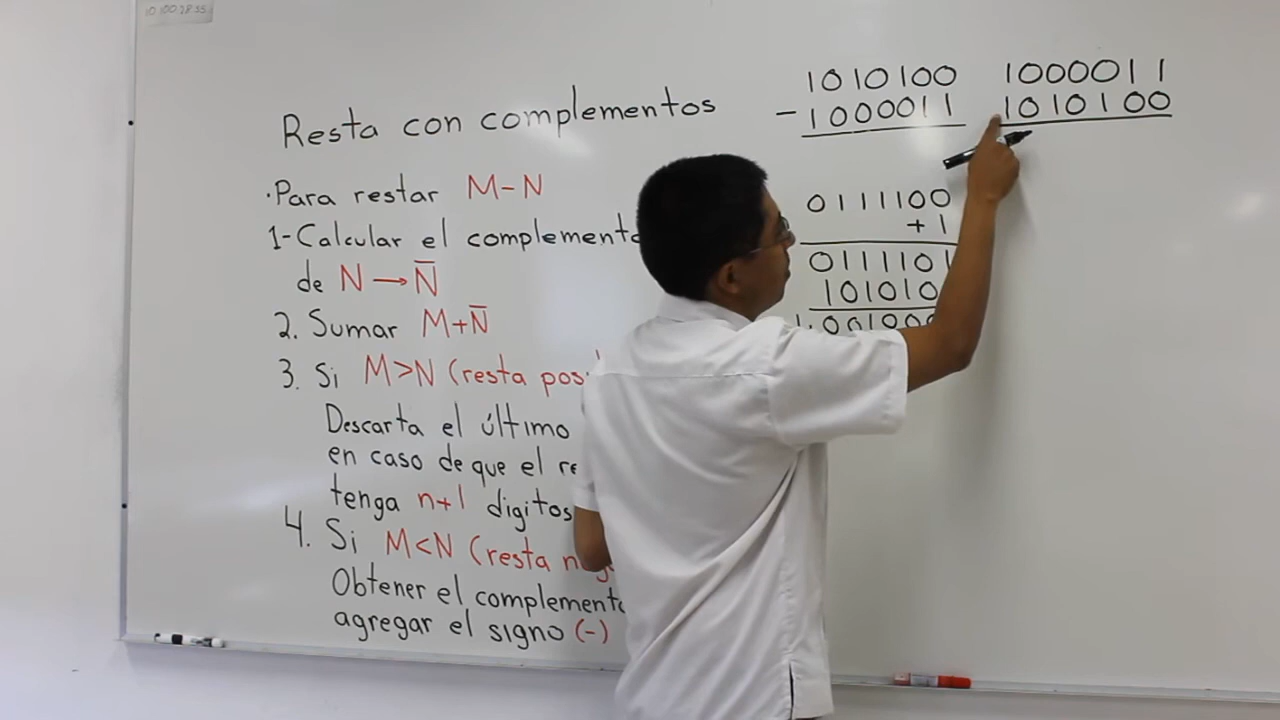 Resta con complementos
·Para restar M-N
1-Calcular el complemento
de N → N̅
2. Sumar M+N̅
3. Si M>N (resta pos
Descarta el último
en caso de que el
tenga n+1 digitos
4. Si M<N (resta
Obtener el complemento
agregar el signo (-)
1010100
- 1000011
0111100
+1
0111101
101010
1000011
1010100